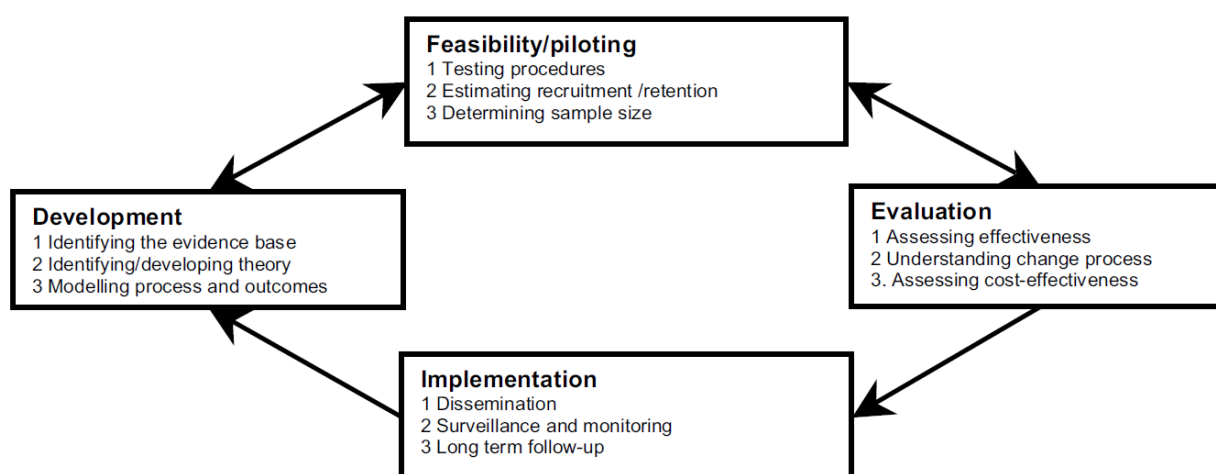 Feasibility/piloting
1 Testing procedures
2 Estimating recruitment /retention
3 Determining sample size
Development
1 Identifying the evidence base
2 Identifying/developing theory
3 Modelling process and outcomes
Evaluation
1 Assessing effectiveness
2 Understanding change process
3. Assessing cost-effectiveness
Implementation
1 Dissemination
2 Surveillance and monitoring
3 Long term follow-up